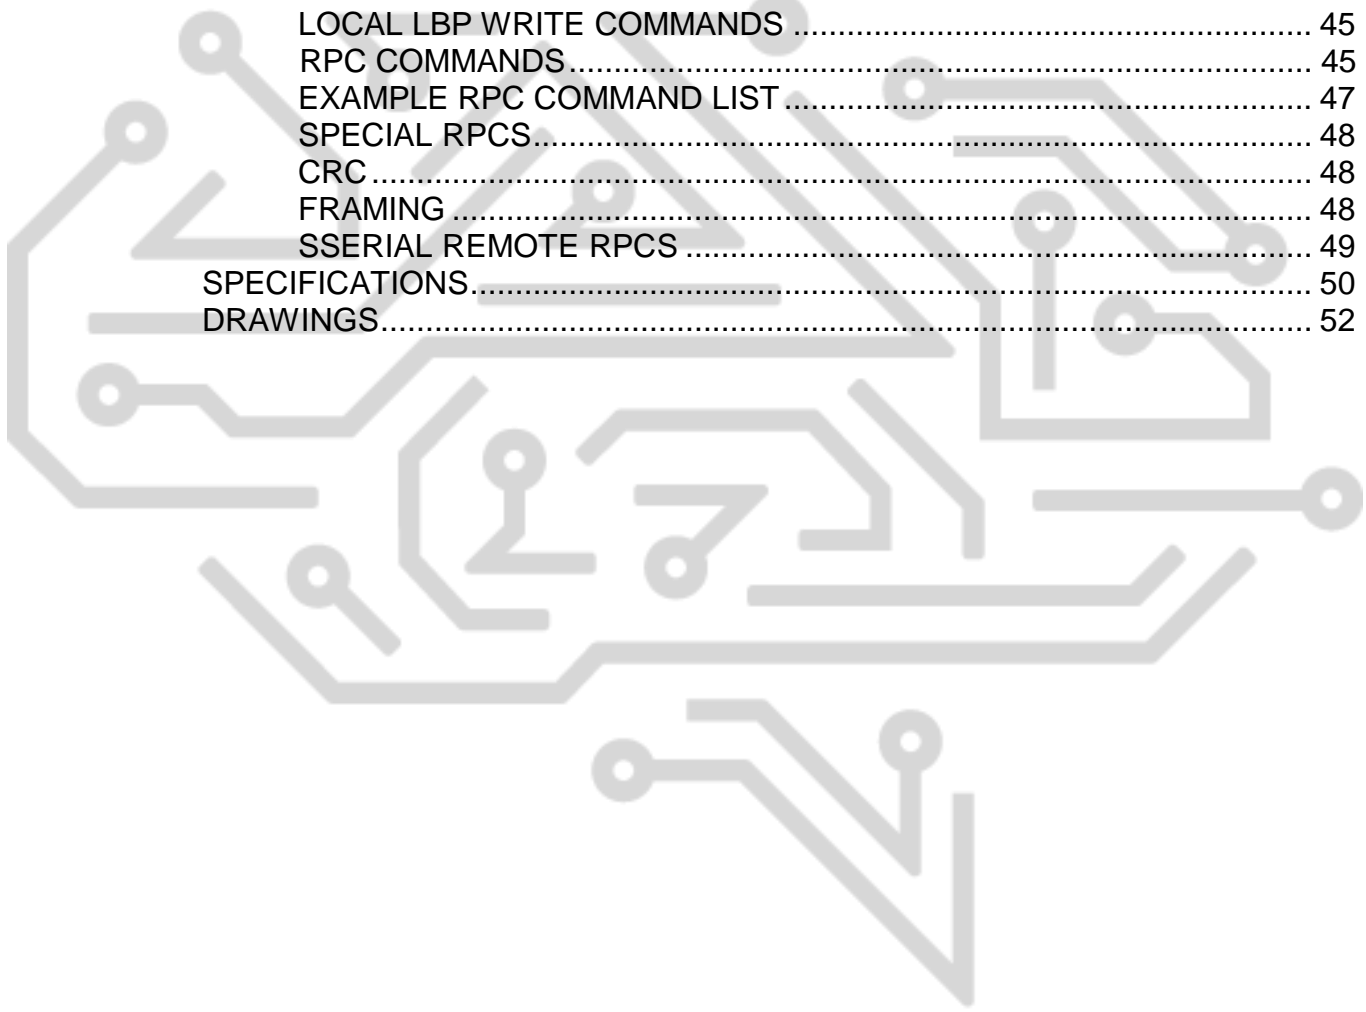 LOCAL LBP WRITE COMMANDS ........................................................ 45
RPC COMMANDS ................................................................................ 45
EXAMPLE RPC COMMAND LIST ......................................................... 47
SPECIAL RPCS .................................................................................... 48
CRC ...................................................................................................... 48
FRAMING ............................................................................................. 48
SSERIAL REMOTE RPCS .................................................................... 49
SPECIFICATIONS ........................................................................................... 50
DRAWINGS ..................................................................................................... 52